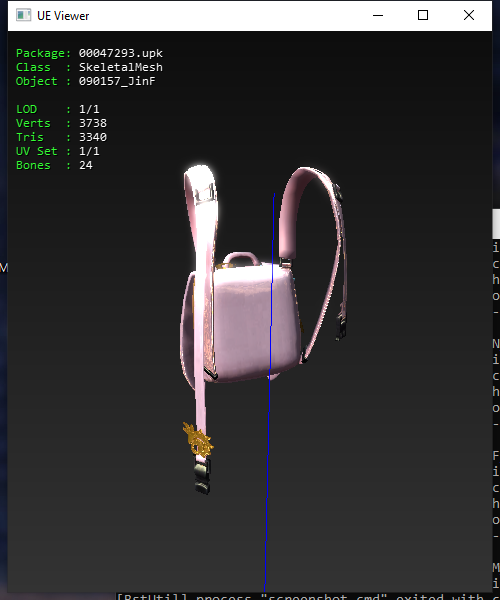 UE Viewer
Package: 00047293.upk
Class  : SkeletalMesh
Object : 090157_JinF
LOD    : 1/1
Verts  : 3738
Tris   : 3340
UV Set : 1/1
Bones  : 24
M
i
c
h
o
-
N
i
c
h
o
-
F
i
c
h
o
-
M
i